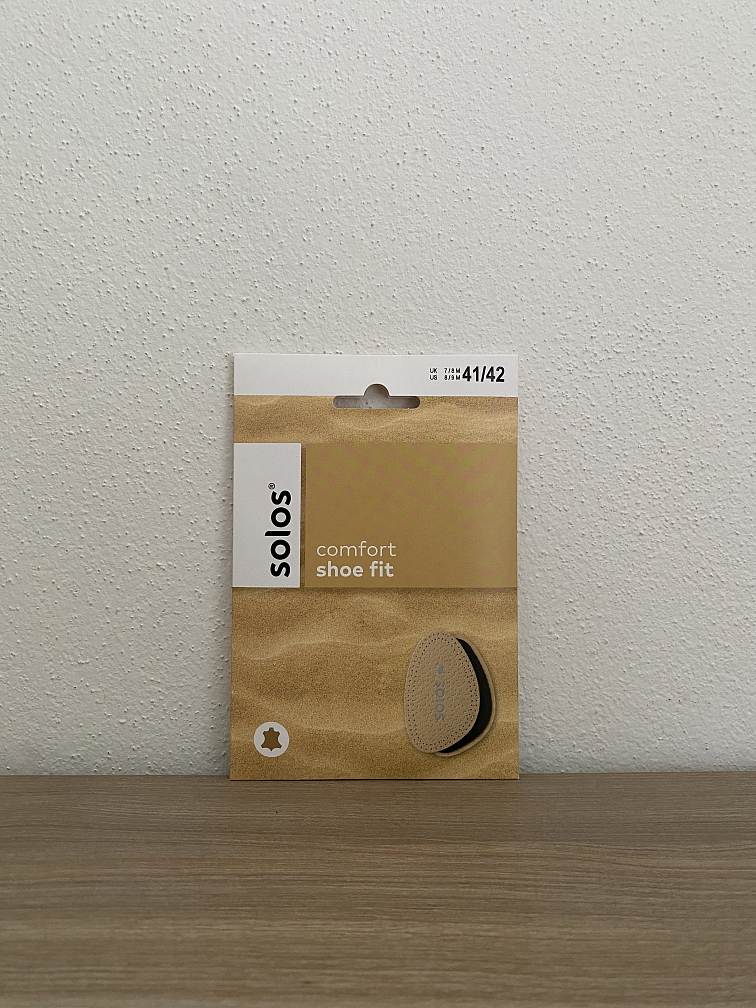 UK 7/8 M
US 8/9 M
41/42
solos®
comfort
shoe fit
solos